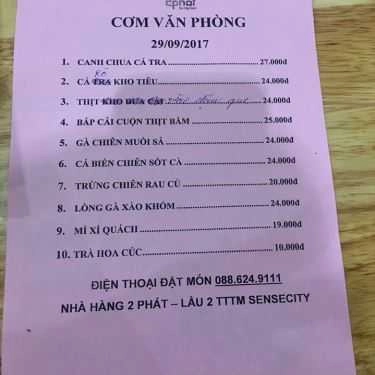 cphat
CƠM VĂN PHÒNG
29/09/2017
1. CANH CHUA CÁ TRA 27.000đ
2. CÁ TRA KHO TIÊU 24.000đ
3. THỊT KHO DƯA CẢI 24.000đ
4. BẮP CẢI CUỘN THỊT BẰM 25.000đ
5. GÀ CHIÊN MUỐI SẢ 24.000đ
6. CÁ BIỂN CHIÊN SỐT CÀ 24.000đ
7. TRỨNG CHIÊN RAU CỦ 20.000đ
8. LÒNG GÀ XÀO KHÓM 24.000đ
9. MÌ XÍ QUÁCH 19.000đ
10. TRÀ HOA CÚC 10.000đ
ĐIỆN THOẠI ĐẶT MÓN 088.624.9111
NHÀ HÀNG 2 PHÁT – LẦU 2 TTTM SENSECITY